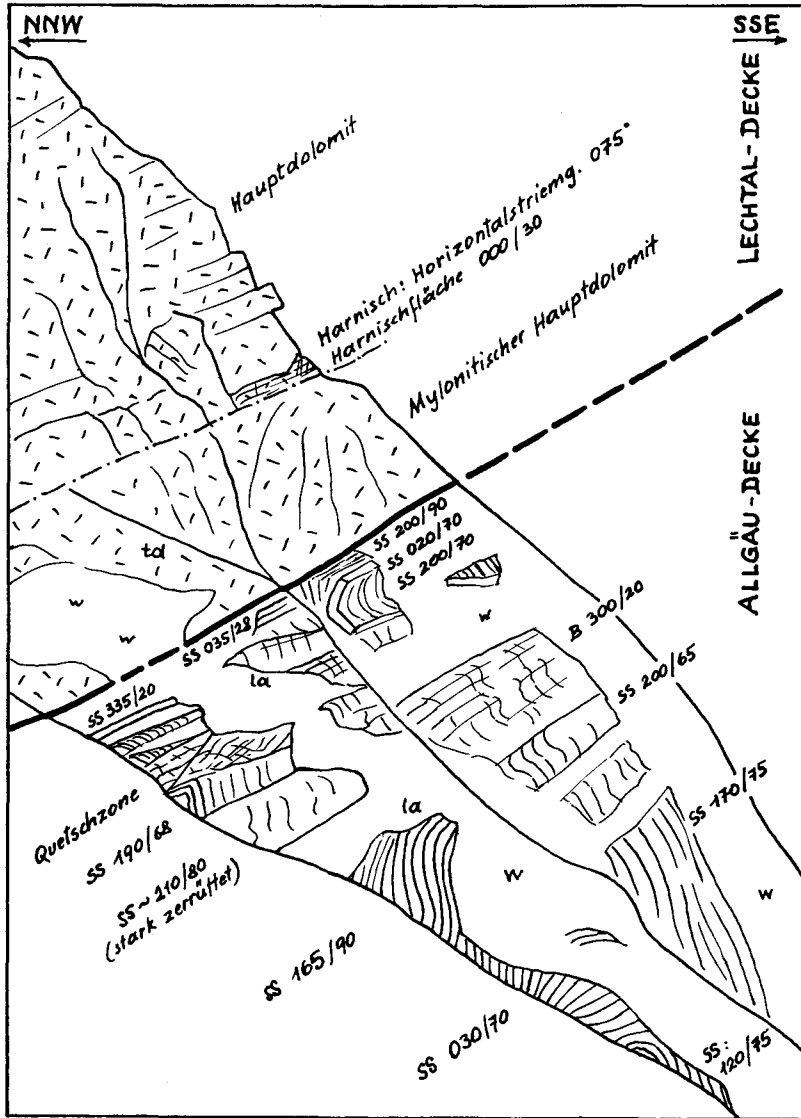 NNW
SSE
LECHTAL-DECKE
Hauptdolomit
Harnisch: Horizontalstriemg. 075°
Harnischfläche 000/30
Mylonitischer Hauptdolomit
ALLGÄU-DECKE
SS 200/90
SS 020/70
SS 200/70
td
w
w
w
SS 035/28
B 300/20
la
SS 200/65
SS 335/20
SS 170/75
Quetschzone
SS 190/68
SS~210/80
(stark zerrüttet)
la
w
w
SS 165/90
SS 030/70
SS:
120/75